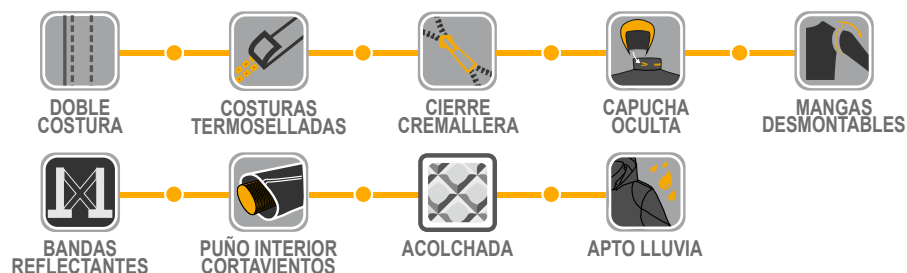 DOBLE
COSTURA
COSTURAS
TERMOSELLADAS
CIERRE
CREMALLERA
CAPUCHA
OCULTA
MANGAS
DESMONTABLES
BANDAS
REFLECTANTES
PUÑO INTERIOR
CORTAVIENTOS
ACOLCHADA
APTO LLUVIA